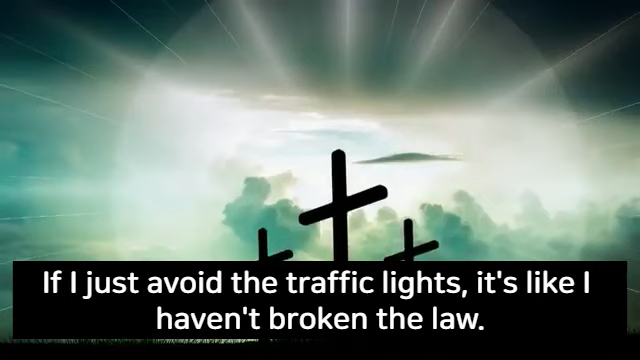 If I just avoid the traffic lights, it's like I
haven't broken the law.